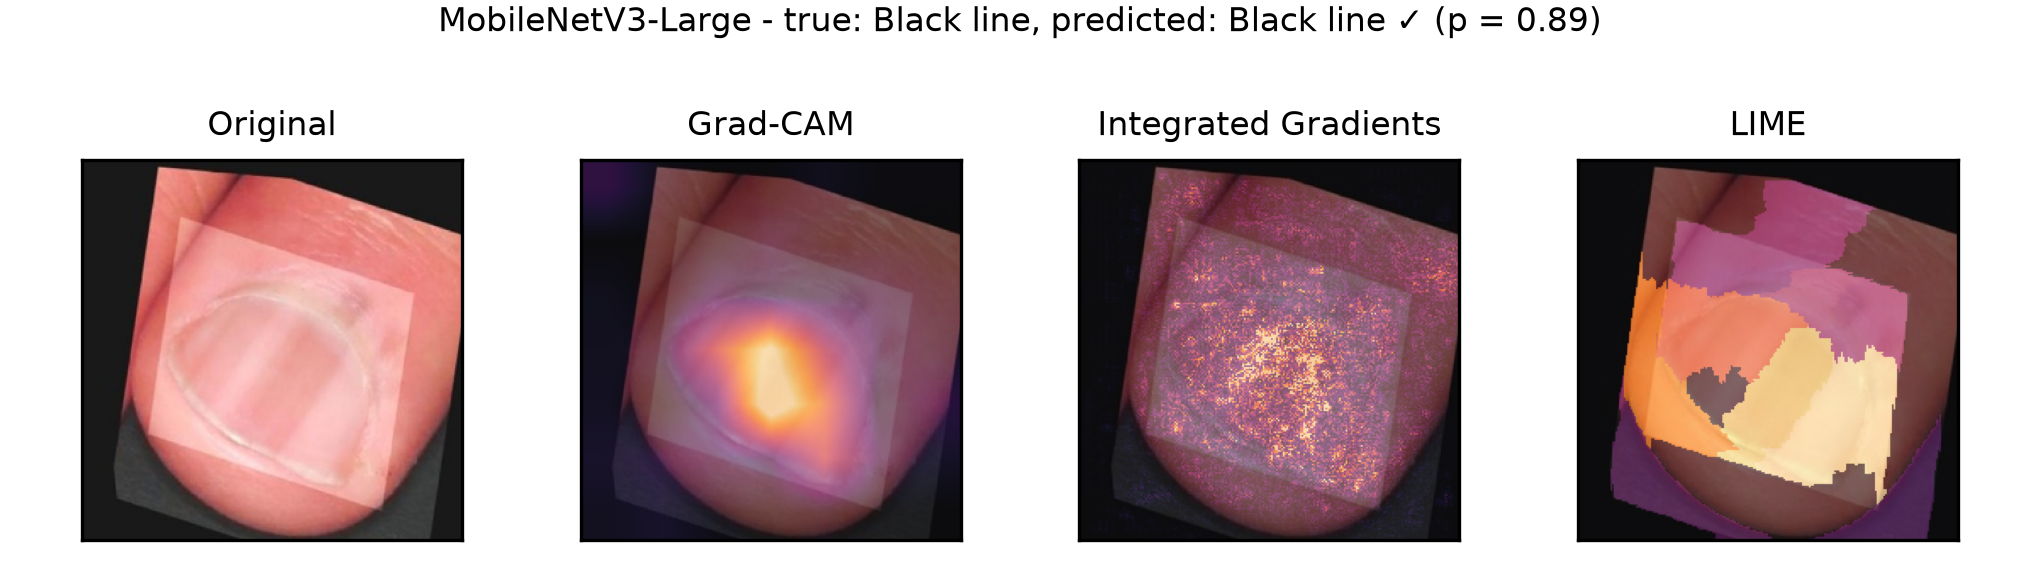 MobileNetV3-Large - true: Black line, predicted: Black line ✓ (p = 0.89)
Original
Grad-CAM
Integrated Gradients
LIME